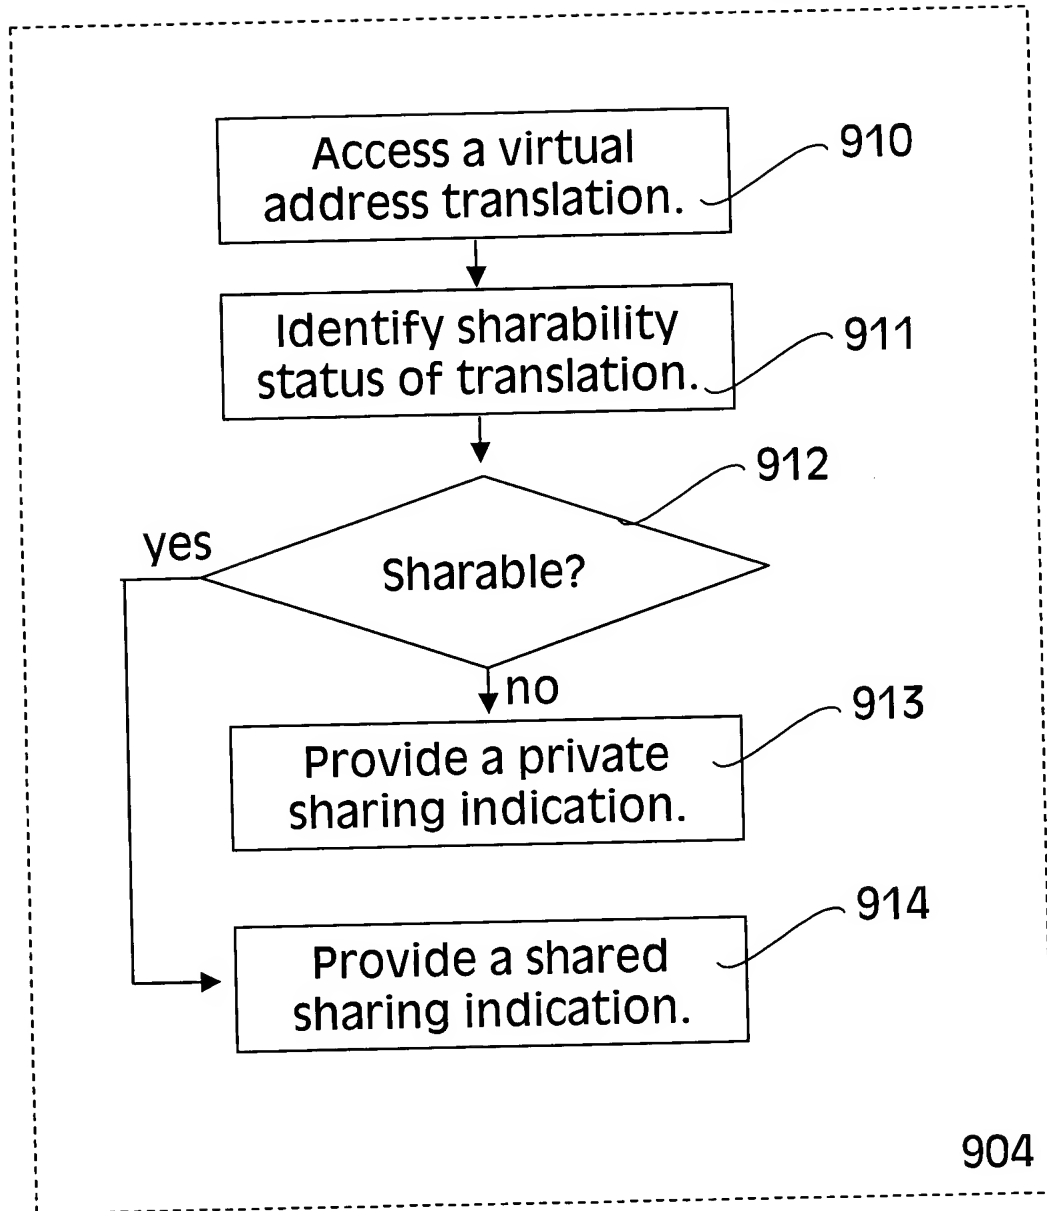 Access a virtual
address translation.
910
Identify sharability
status of translation.
911
912
yes
Sharable?
no
913
Provide a private
sharing indication.
914
Provide a shared
sharing indication.
904